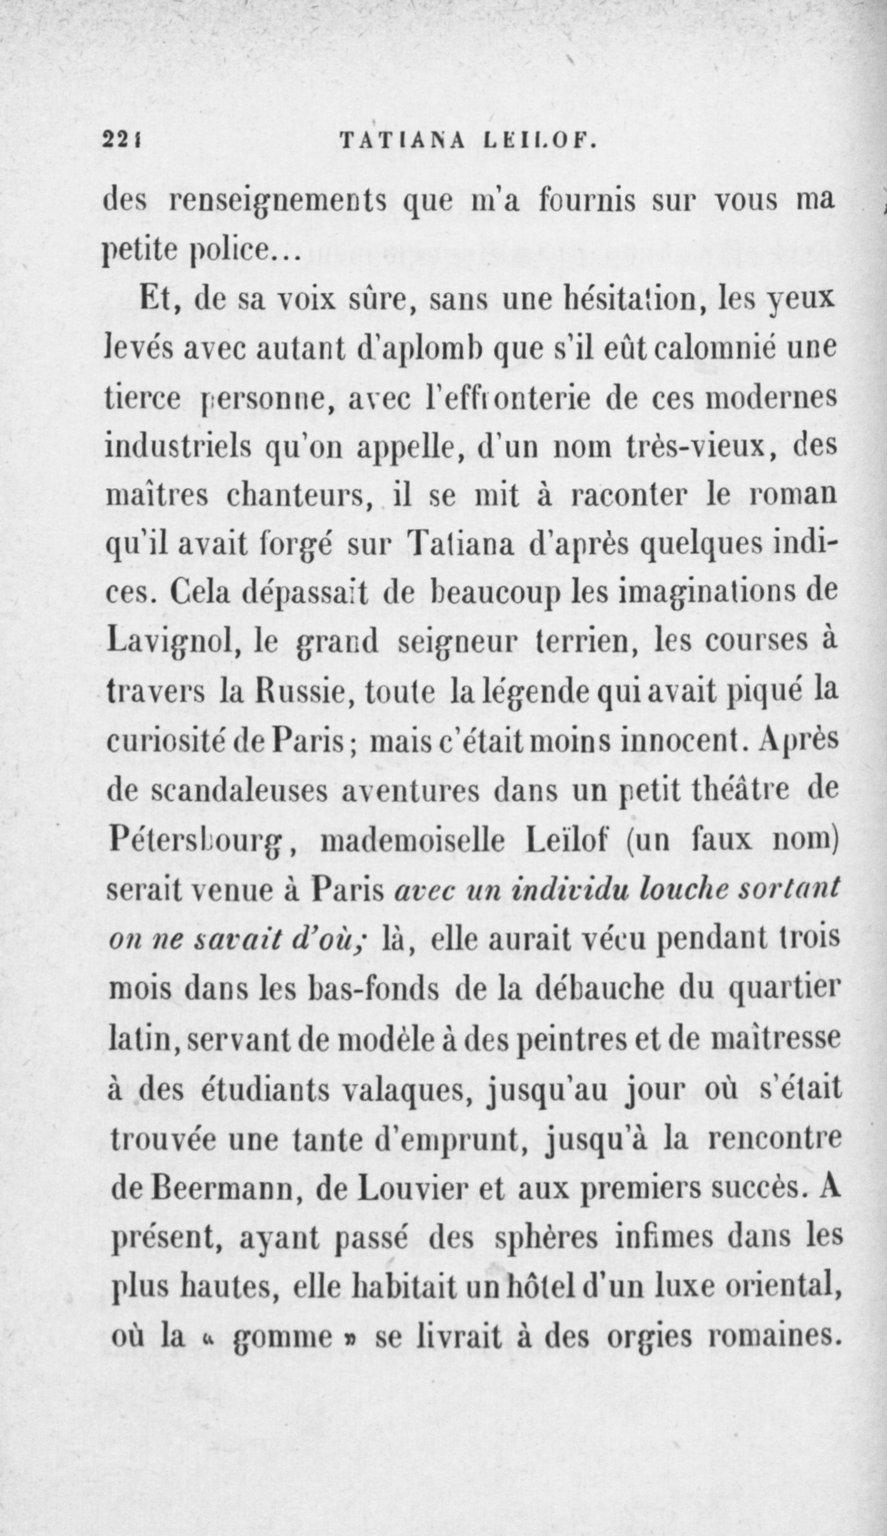 224 TATIANA LEILOF.
des renseignements que m'a fournis sur vous ma
petite police...
Et, de sa voix sûre, sans une hésitation, les yeux
levés avec autant d'aplomb que s'il eût calomnié une
tierce personne, avec l'effronterie de ces modernes
industriels qu'on appelle, d'un nom très-vieux, des
maîtres chanteurs, il se mit à raconter le roman
qu'il avait forgé sur Tatiana d'après quelques indi-
ces. Cela dépassait de beaucoup les imaginations de
Lavignol, le grand seigneur terrien, les courses à
travers la Russie, toute la légende qui avait piqué la
curiosité de Paris ; mais c'était moins innocent. Après
de scandaleuses aventures dans un petit théâtre de
Pétersbourg, mademoiselle Leïlof (un faux nom)
serait venue à Paris avec un individu louche sortant
on ne savait d'où; là, elle aurait vécu pendant trois
mois dans les bas-fonds de la débauche du quartier
latin, servant de modèle à des peintres et de maîtresse
à des étudiants valaques, jusqu'au jour où s'était
trouvée une tante d'emprunt, jusqu'à la rencontre
de Beermann, de Louvier et aux premiers succès. A
présent, ayant passé des sphères infimes dans les
plus hautes, elle habitait un hôtel d'un luxe oriental,
où la « gomme » se livrait à des orgies romaines.